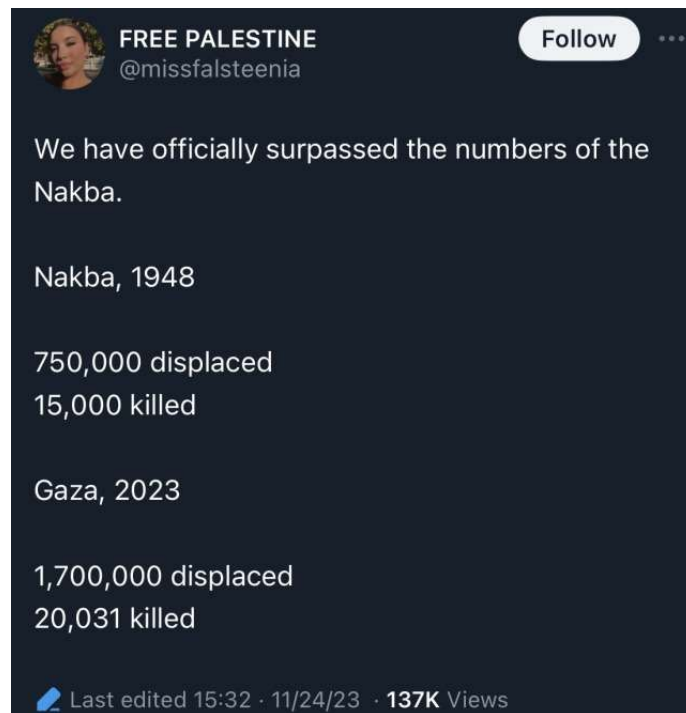 FREE PALESTINE
Follow
@missfalsteenia
We have officially surpassed the numbers of the
Nakba.
Nakba, 1948
750,000 displaced
15,000 killed
Gaza, 2023
1,700,000 displaced
20,031 killed
Last edited 15:32 · 11/24/23 · 137K Views